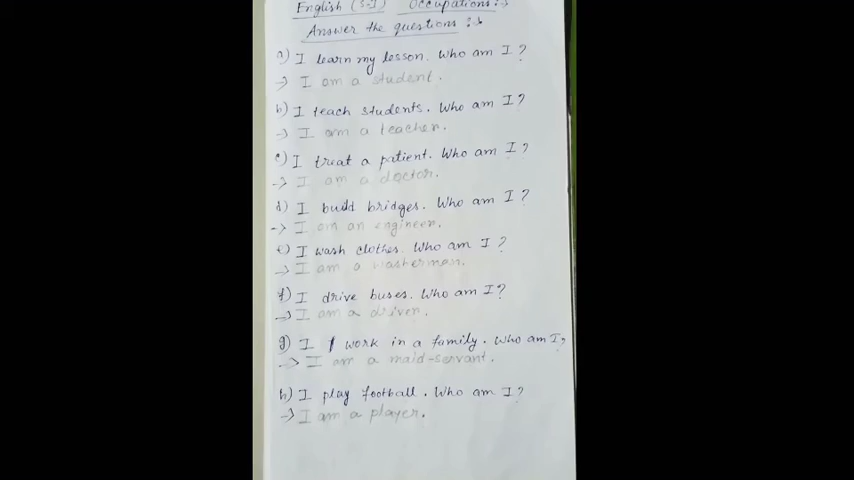 English (S-I) Occupations :->
Answer the questions :->
a) I learn my lesson. Who am I?
-> I am a student.
b) I teach students. Who am I?
-> I am a teacher.
c) I treat a patient. Who am I?
-> I am a doctor.
d) I build bridges. Who am I?
-> I am an engineer.
e) I wash clothes. Who am I?
-> I am a washerman.
f) I drive buses. Who am I?
-> I am a driver.
g) I work in a family. Who am I?
-> I am a maid-servant.
h) I play football. Who am I?
-> I am a player.